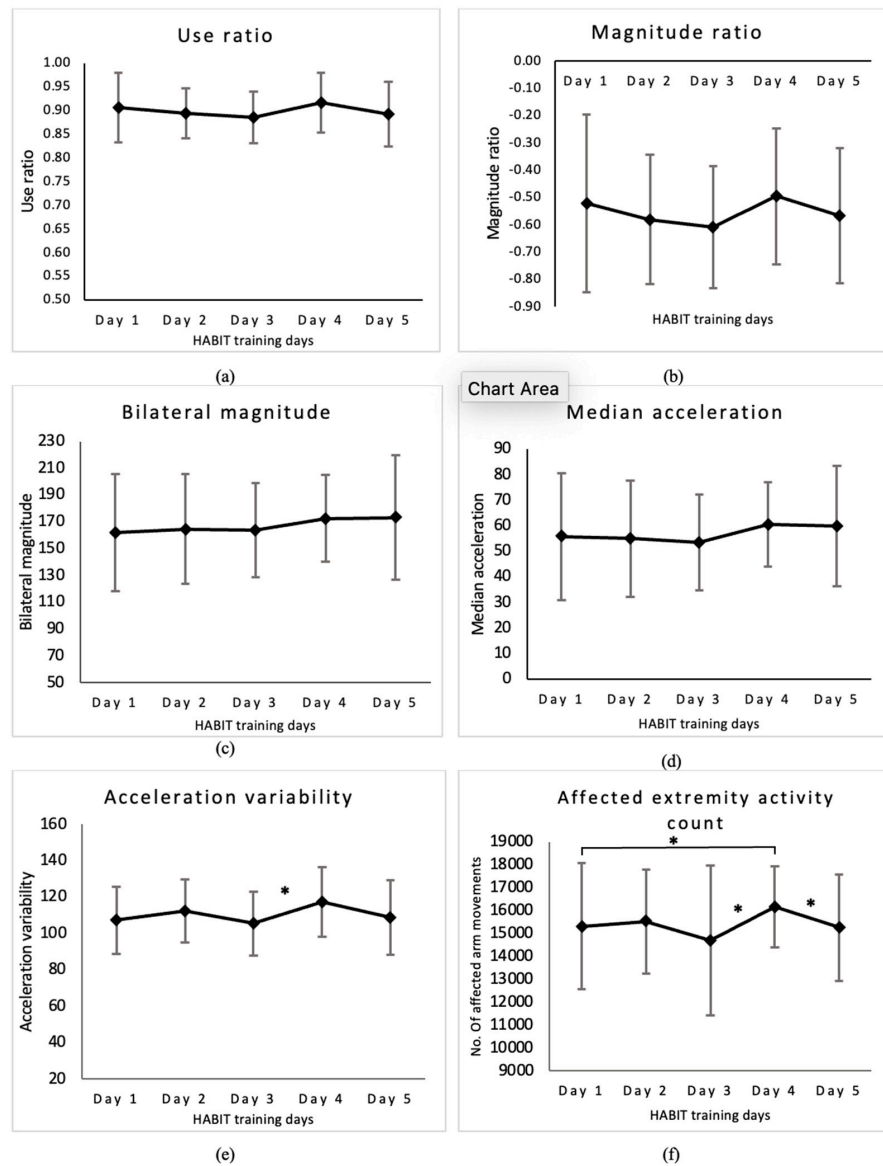 Use ratio
Use ratio
1.00
0.95
0.90
0.85
0.80
0.75
0.70
0.65
0.60
0.55
0.50
Day 1 Day 2 Day 3 Day 4 Day 5
HABIT training days
(a)
Magnitude ratio
Magnitude ratio
0.00
Day 1 Day 2 Day 3 Day 4 Day 5
-0.10
-0.20
-0.30
-0.40
-0.50
-0.60
-0.70
-0.80
-0.90
HABIT training days
(b)
Chart Area
Bilateral magnitude
Bilateral magnitude
230
210
190
170
150
130
110
90
70
50
Day 1 Day 2 Day 3 Day 4 Day 5
HABIT training days
(c)
Median acceleration
Median acceleration
90
80
70
60
50
40
30
20
10
0
Day 1 Day 2 Day 3 Day 4 Day 5
HABIT training days
(d)
Acceleration variability
Acceleration variability
160
140
120
100
80
60
40
20
*
Day 1 Day 2 Day 3 Day 4 Day 5
HABIT training days
(e)
Affected extremity activity
count
No. Of affected arm movements
19000
18000
17000
16000
15000
14000
13000
12000
11000
10000
9000
*
* *
Day 1 Day 2 Day 3 Day 4 Day 5
HABIT training days
(f)